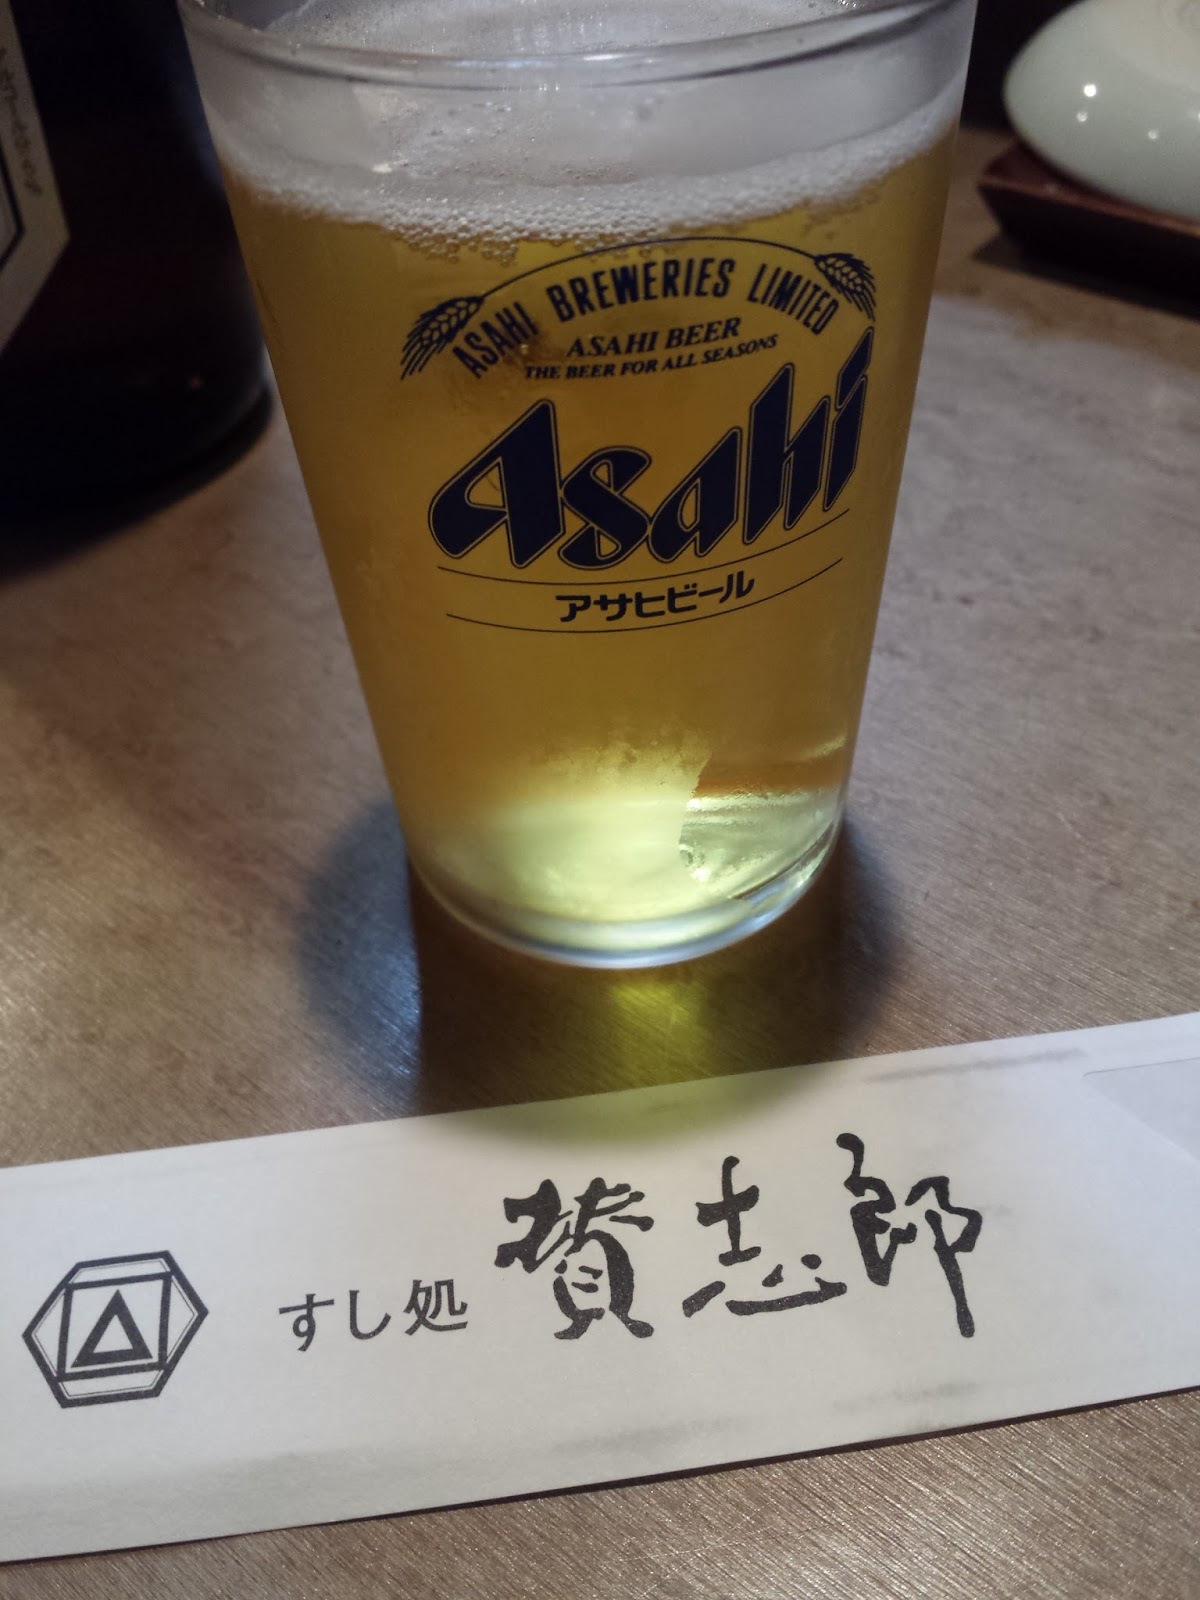 ASAHI BREWERIES LIMITED
ASAHI BEER
THE BEER FOR ALL SEASONS
Asahi
アサヒビール
すし処 賛志郎